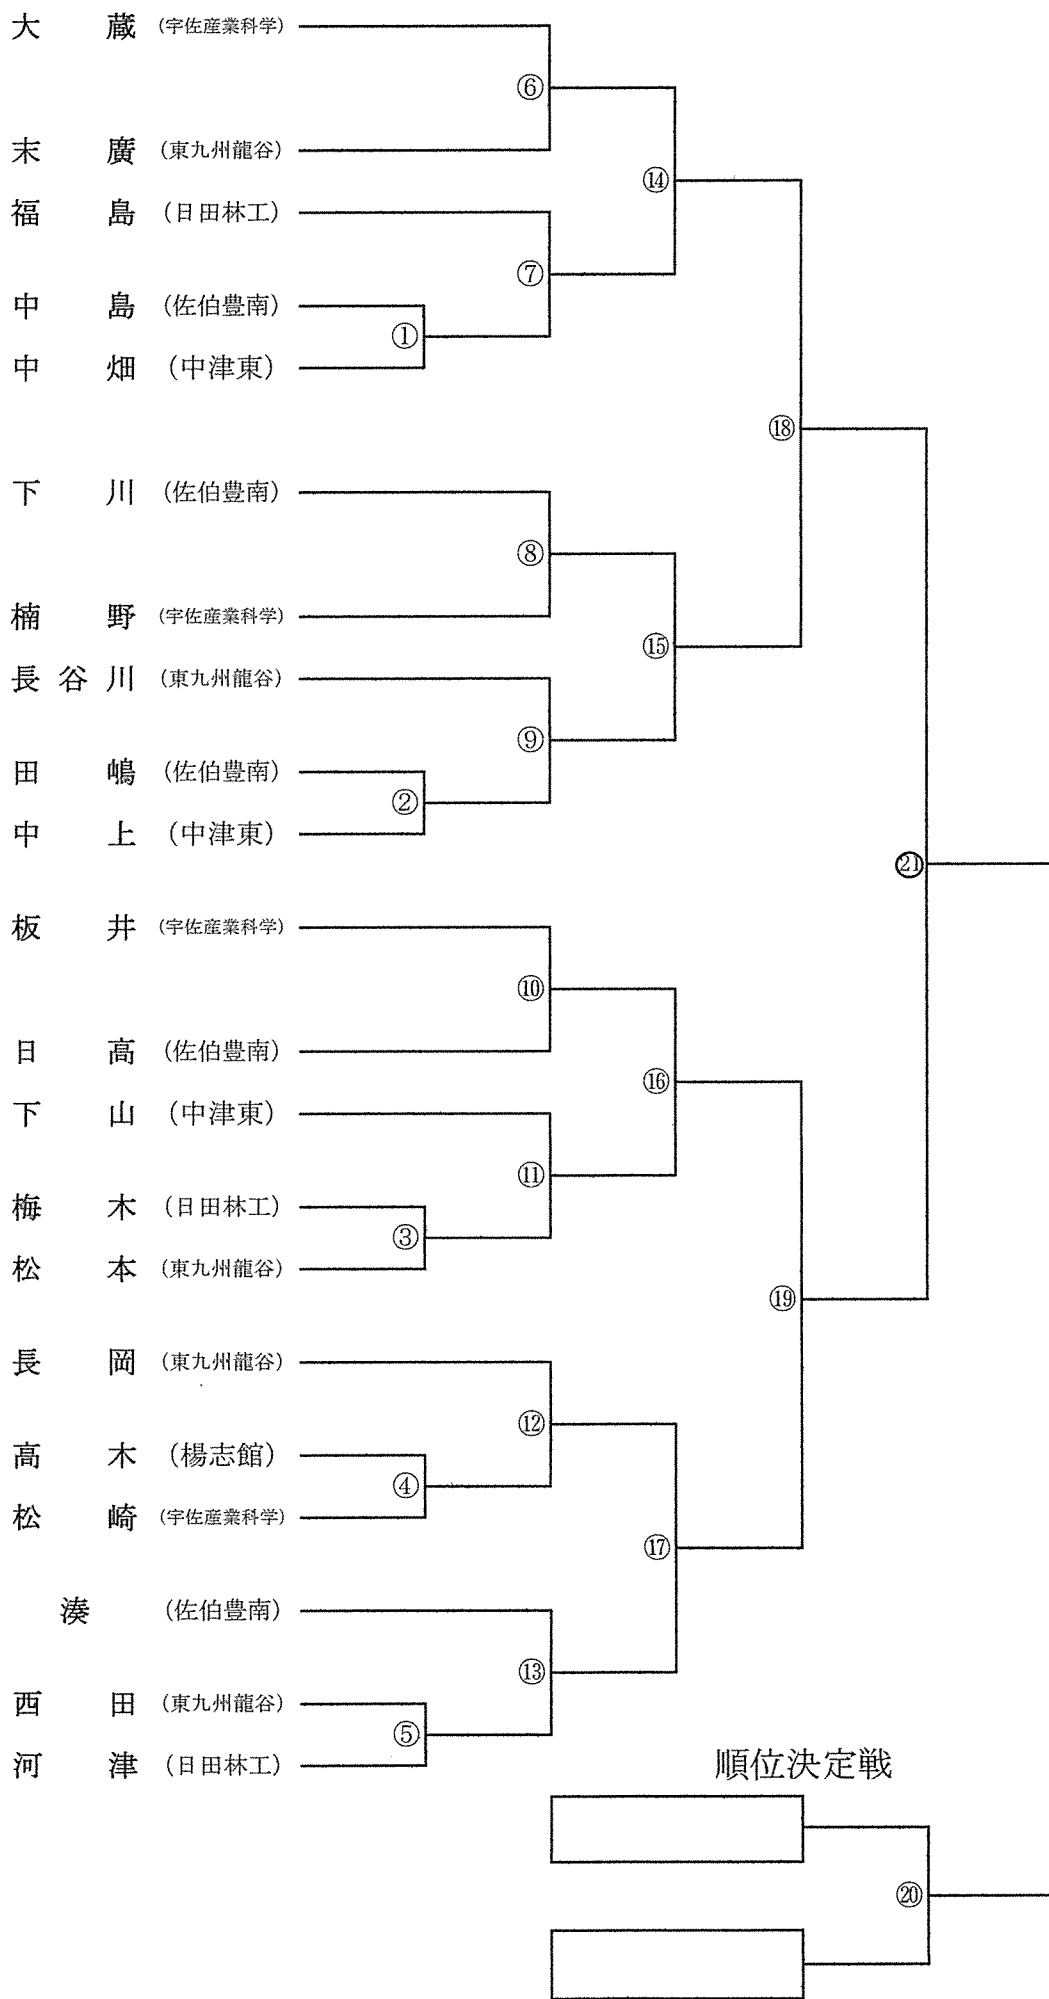 大蔵 (宇佐産業科学)
⑥
末廣 (東九州龍谷)
⑭
福島 (日田林工)
⑦
中島 (佐伯豊南)
①
中畑 (中津東)
⑱
下川 (佐伯豊南)
⑧
楠野 (宇佐産業科学)
⑮
長谷川 (東九州龍谷)
⑨
田嶋 (佐伯豊南)
②
中上 (中津東)
㉑
板井 (宇佐産業科学)
⑩
日高 (佐伯豊南)
⑯
下山 (中津東)
⑪
梅木 (日田林工)
③
松本 (東九州龍谷)
⑲
長岡 (東九州龍谷)
⑫
高木 (楊志館)
④
松崎 (宇佐産業科学)
⑰
湊 (佐伯豊南)
⑬
西田 (東九州龍谷)
⑤
河津 (日田林工)
順位決定戦
⑳